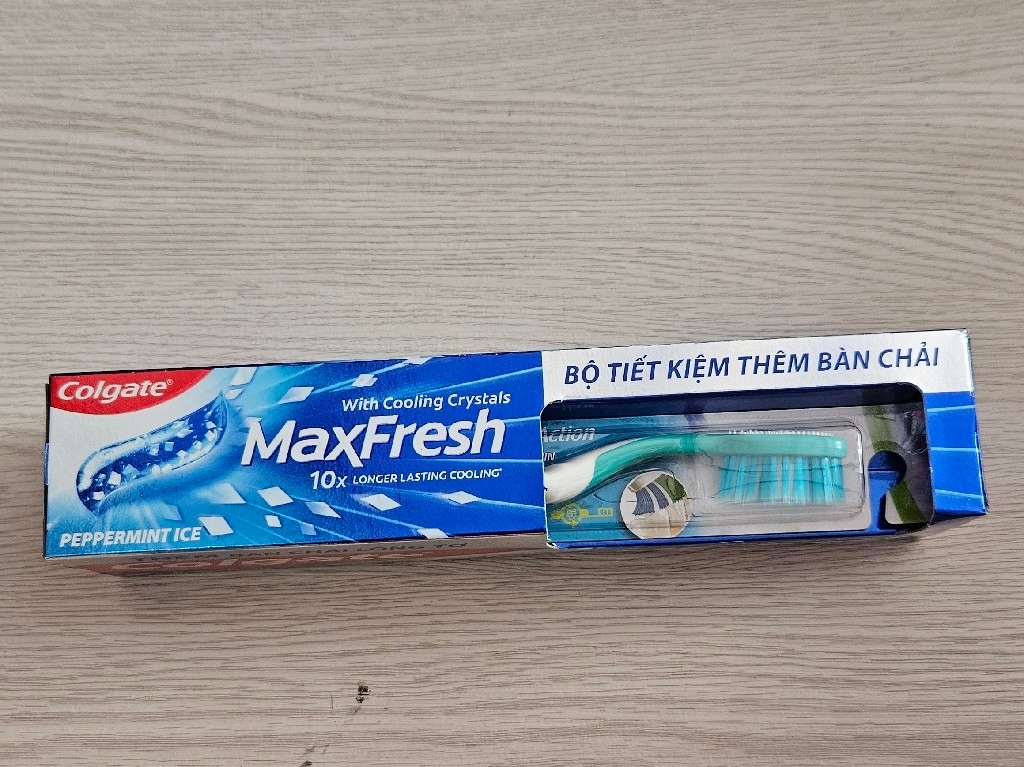 Colgate®
With Cooling Crystals
MaxFresh
10x LONGER LASTING COOLING*
PEPPERMINT ICE
BỘ TIẾT KIỆM THÊM BÀN CHẢI
Action